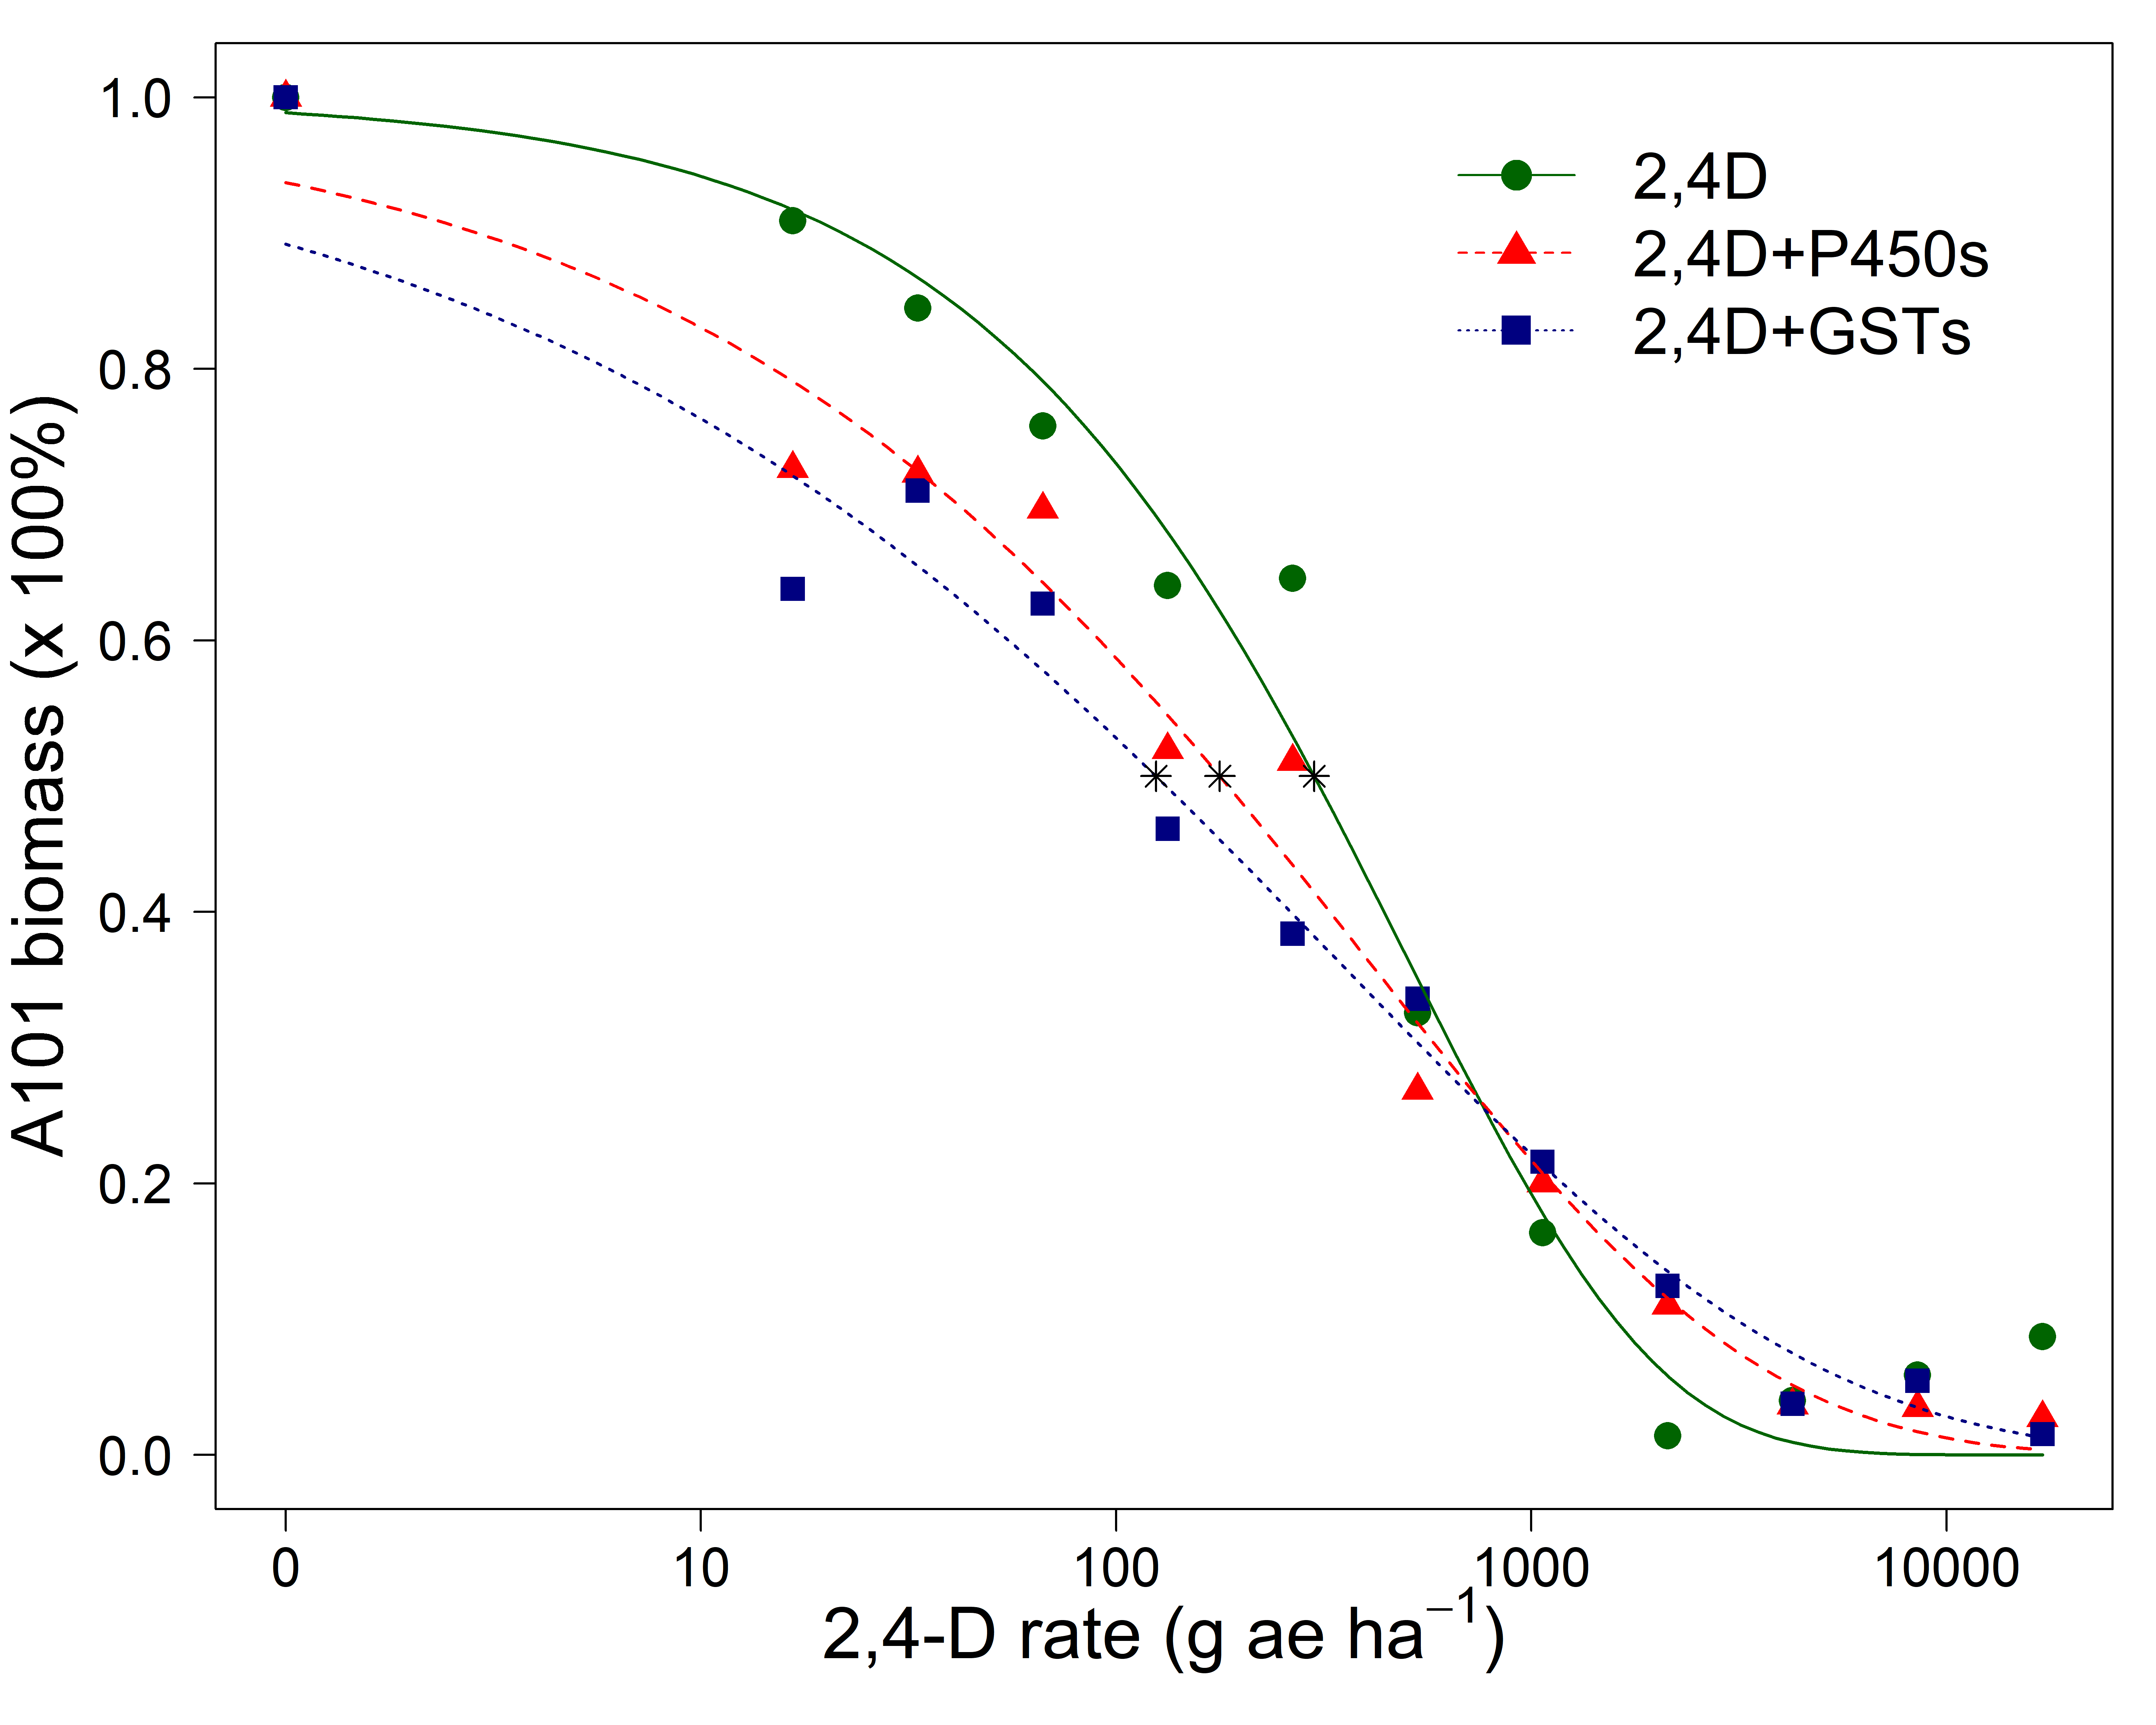 2,4D
2,4D+P450s
2,4D+GSTs
A101 biomass (x 100%)
1.0
0.8
0.6
0.4
0.2
0.0
0 10 100 1000 10000
2,4-D rate (g ae ha⁻¹)